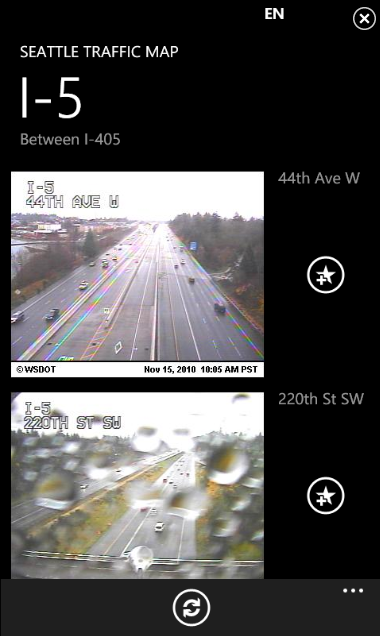 EN
SEATTLE TRAFFIC MAP
I-5
Between I-405
I-5
44TH AVE W
44th Ave W
© WSDOT Nov 15, 2010 10:05 AM PST
I-5
220TH ST SW
220th St SW